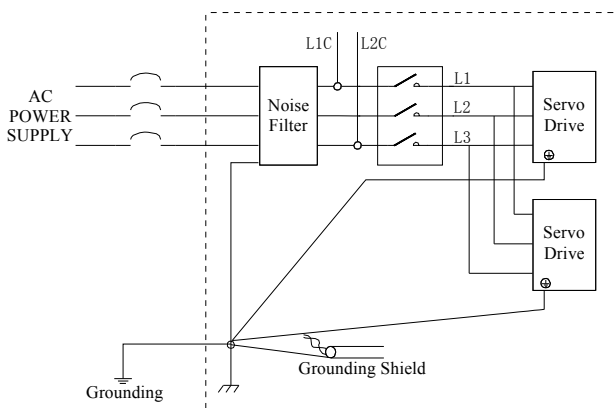 L1C
L2C
AC
POWER
SUPPLY
Noise
Filter
L1
L2
L3
Servo
Drive
Servo
Drive
Grounding Shield
Grounding